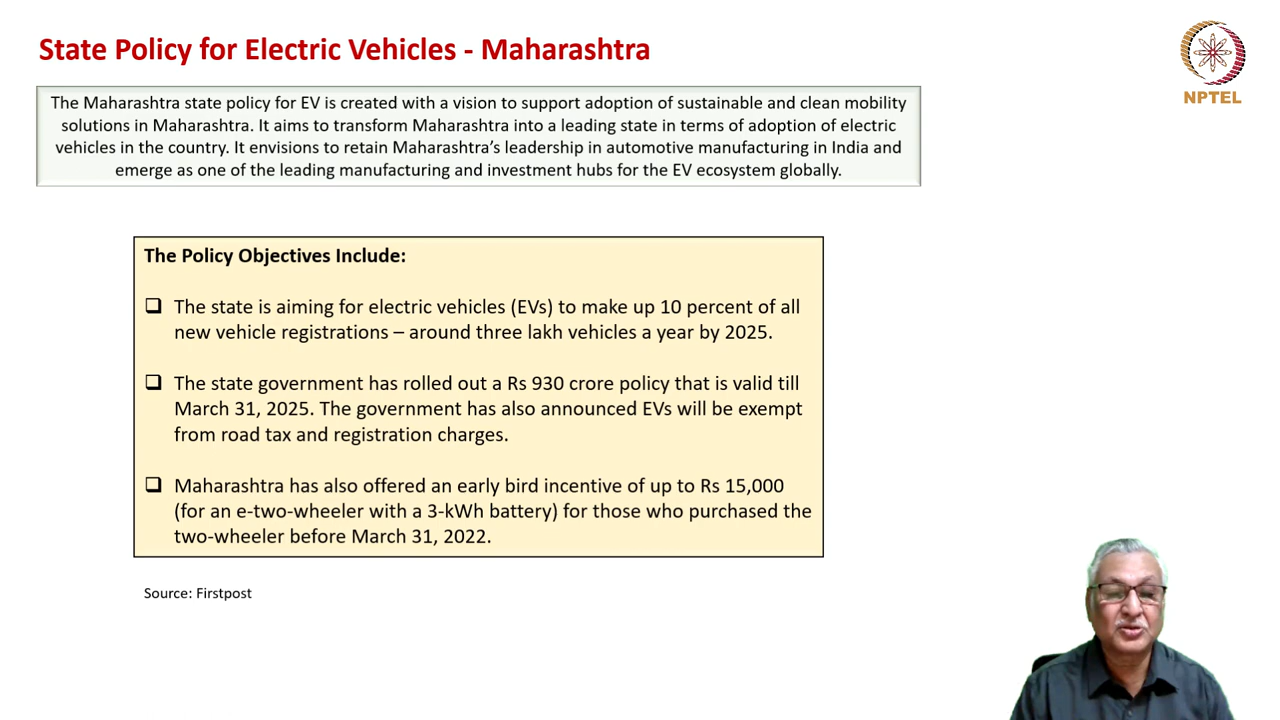 State Policy for Electric Vehicles - Maharashtra
NPTEL
The Maharashtra state policy for EV is created with a vision to support adoption of sustainable and clean mobility
solutions in Maharashtra. It aims to transform Maharashtra into a leading state in terms of adoption of electric
vehicles in the country. It envisions to retain Maharashtra’s leadership in automotive manufacturing in India and
emerge as one of the leading manufacturing and investment hubs for the EV ecosystem globally.
The Policy Objectives Include:
❑ The state is aiming for electric vehicles (EVs) to make up 10 percent of all
new vehicle registrations – around three lakh vehicles a year by 2025.
❑ The state government has rolled out a Rs 930 crore policy that is valid till
March 31, 2025. The government has also announced EVs will be exempt
from road tax and registration charges.
❑ Maharashtra has also offered an early bird incentive of up to Rs 15,000
(for an e-two-wheeler with a 3-kWh battery) for those who purchased the
two-wheeler before March 31, 2022.
Source: Firstpost